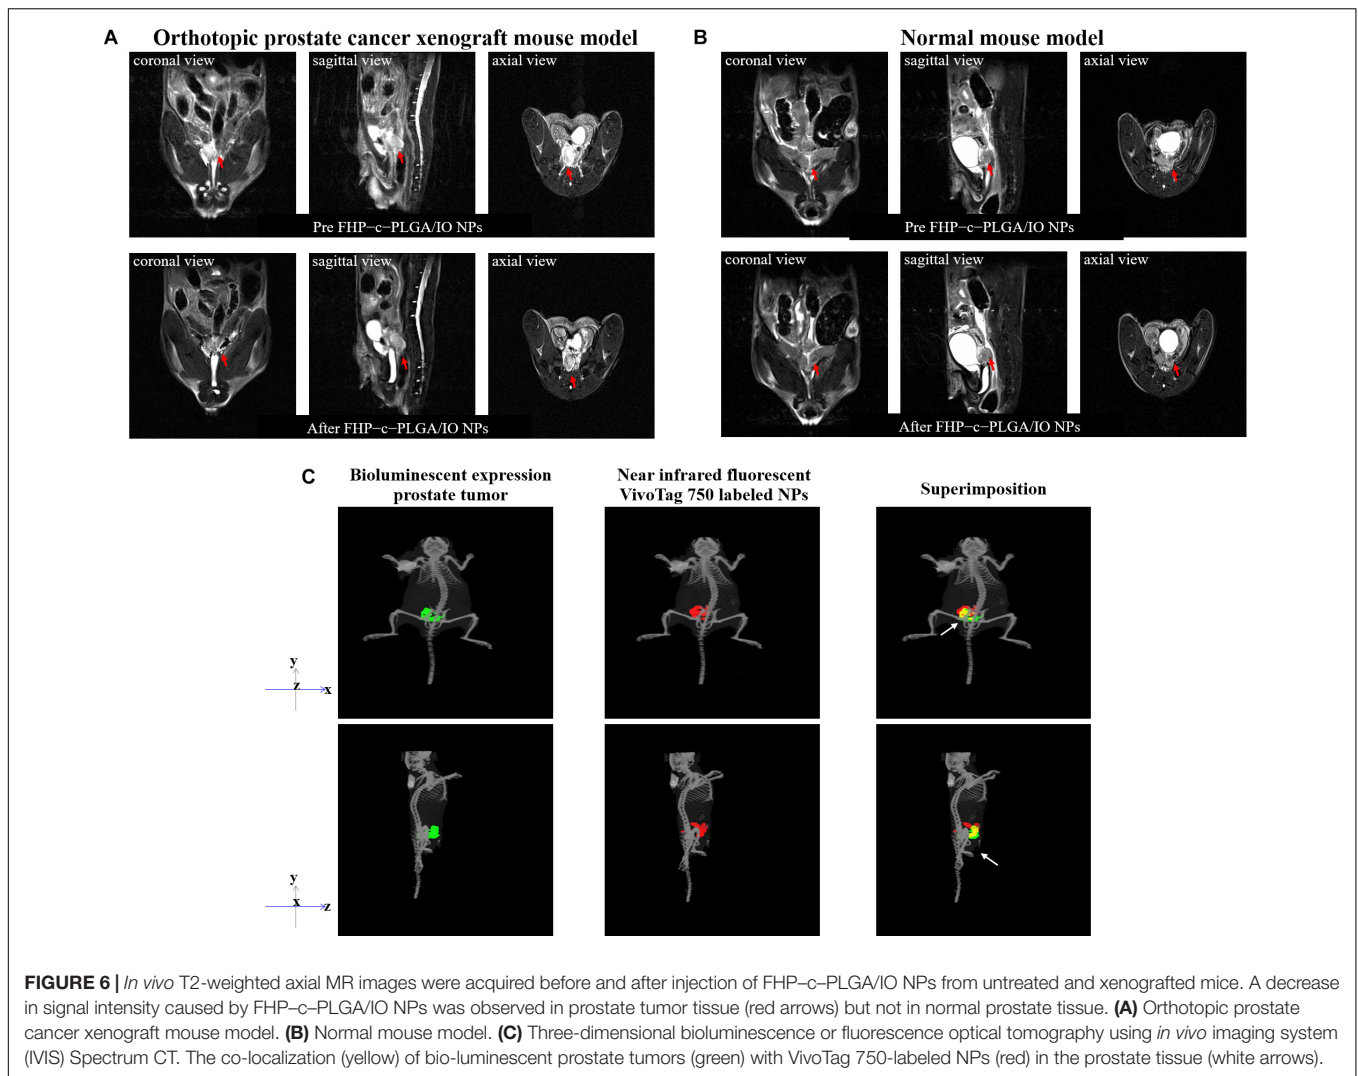 A Orthotopic prostate cancer xenograft mouse model
coronal view sagittal view axial view
Pre FHP–c–PLGA/IO NPs
coronal view sagittal view axial view
After FHP–c–PLGA/IO NPs
B Normal mouse model
coronal view sagittal view axial view
Pre FHP–c–PLGA/IO NPs
coronal view sagittal view axial view
After FHP–c–PLGA/IO NPs
C
Bioluminescent expression
prostate tumor
Near infrared fluorescent
VivoTag 750 labeled NPs
Superimposition
y
z x
y
x z
FIGURE 6 | In vivo T2-weighted axial MR images were acquired before and after injection of FHP–c–PLGA/IO NPs from untreated and xenografted mice. A decrease
in signal intensity caused by FHP–c–PLGA/IO NPs was observed in prostate tumor tissue (red arrows) but not in normal prostate tissue. (A) Orthotopic prostate
cancer xenograft mouse model. (B) Normal mouse model. (C) Three-dimensional bioluminescence or fluorescence optical tomography using in vivo imaging system
(IVIS) Spectrum CT. The co-localization (yellow) of bio-luminescent prostate tumors (green) with VivoTag 750-labeled NPs (red) in the prostate tissue (white arrows).